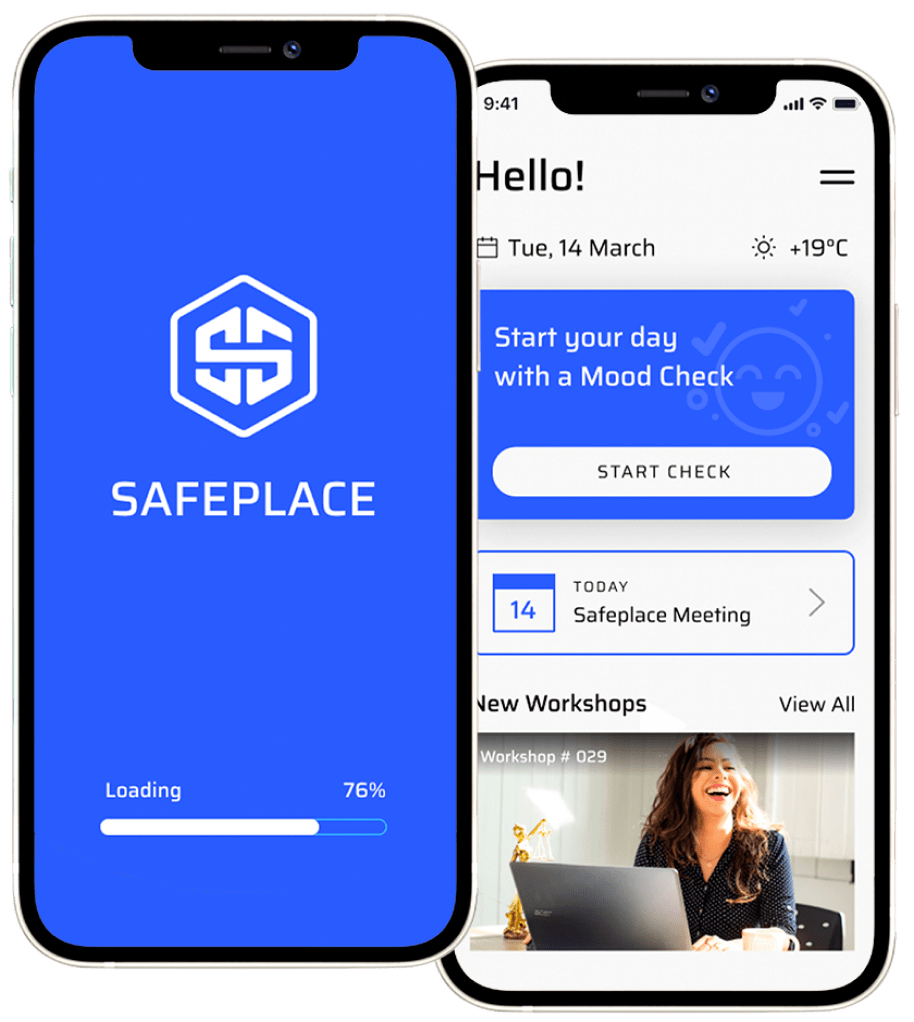 SAFEPLACE
Loading 76%
9:41
Hello!
Tue, 14 March +19°C
Start your day
with a Mood Check
START CHECK
14
TODAY
Safeplace Meeting
New Workshops View All
Workshop # 029